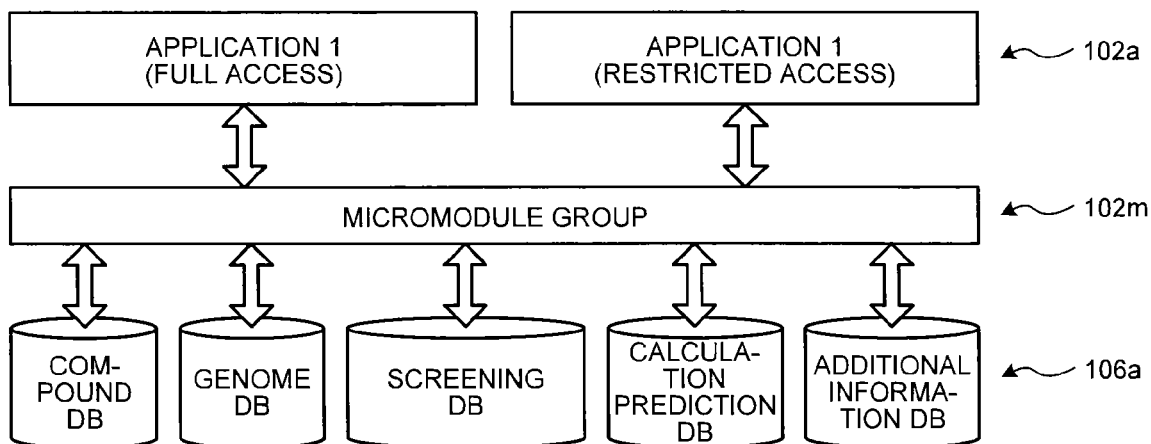 APPLICATION 1
(FULL ACCESS)
APPLICATION 1
(RESTRICTED ACCESS)
102a
MICROMODULE GROUP
102m
COM-
POUND
DB
GENOME
DB
SCREENING
DB
CALCULA-
TION
PREDICTION
DB
ADDITIONAL
INFORMA-
TION DB
106a